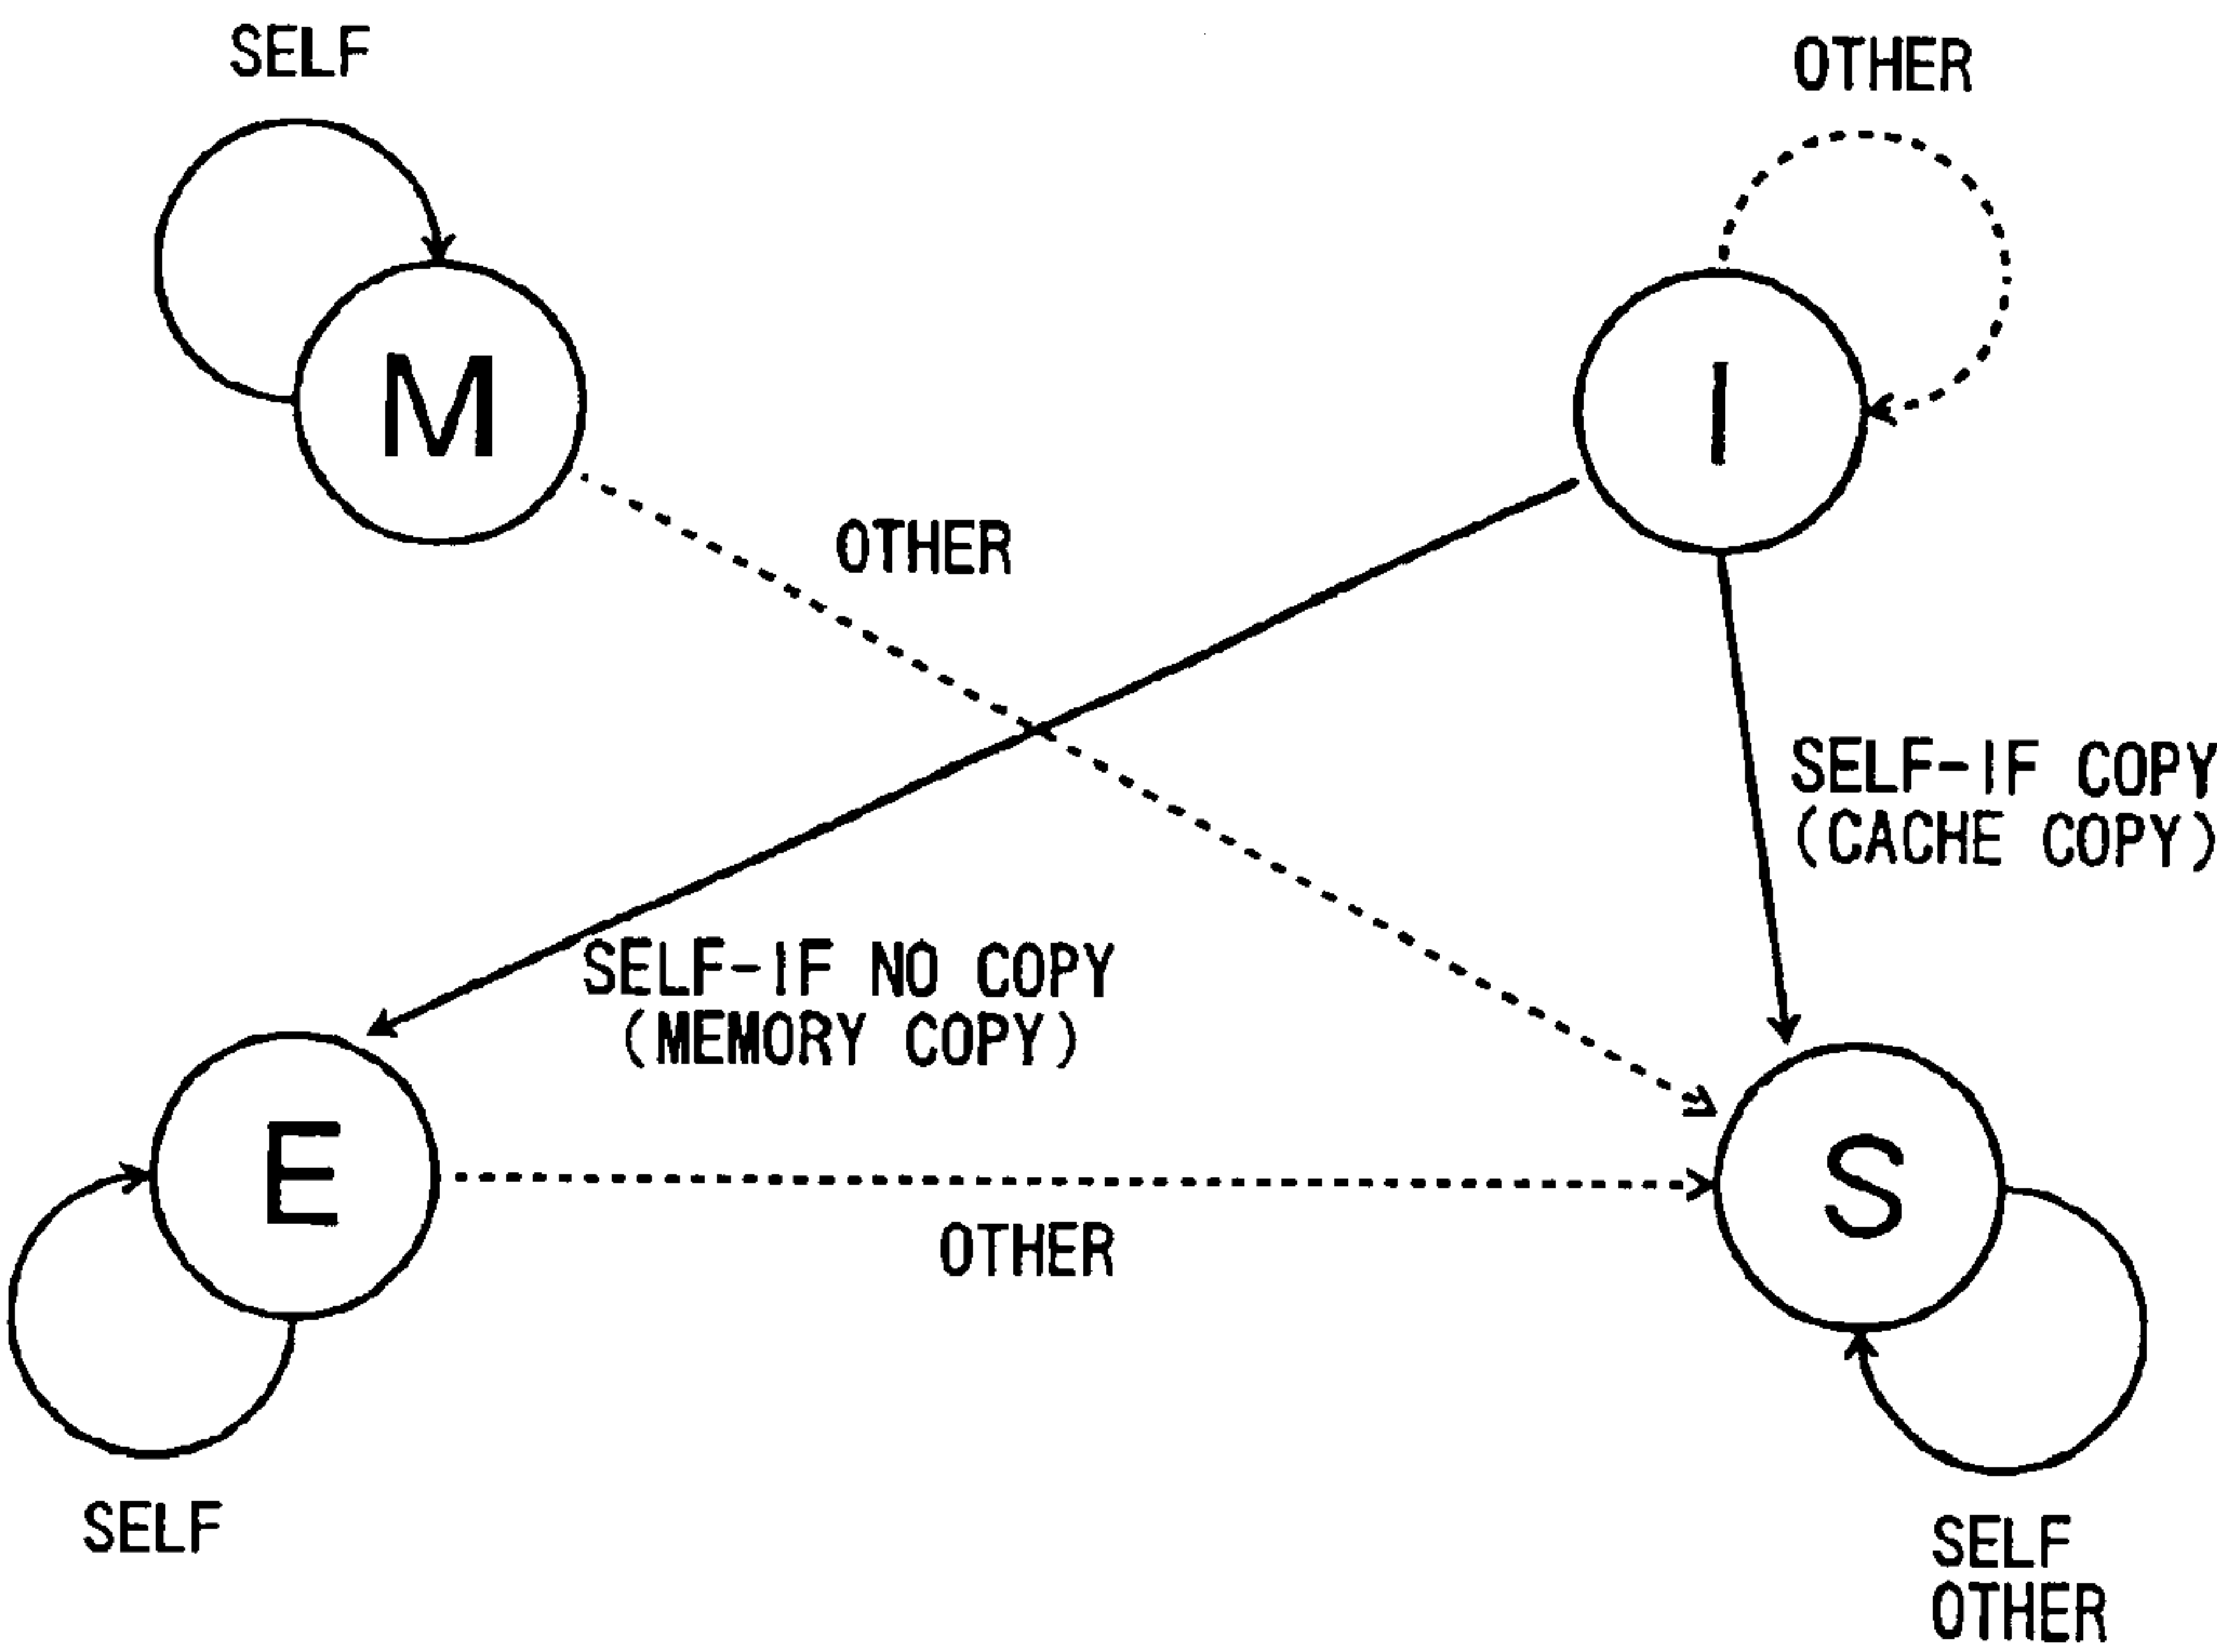 SELF
OTHER
M
I
OTHER
SELF-IF COPY
(CACHE COPY)
SELF-IF NO COPY
(MEMORY COPY)
E
S
OTHER
SELF
SELF
OTHER